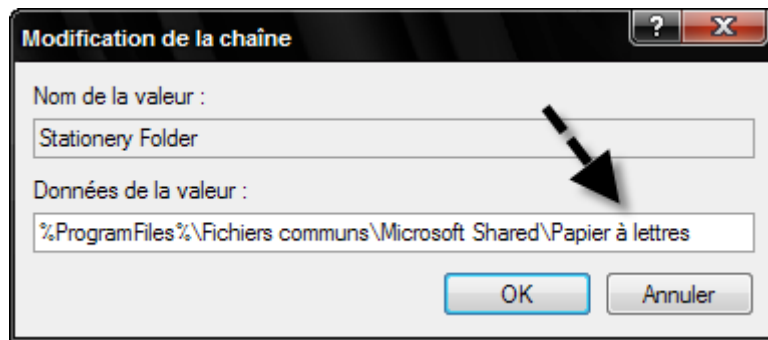 Modification de la chaîne
?
Nom de la valeur :
Stationery Folder
Données de la valeur :
%ProgramFiles%\Fichiers communs\Microsoft Shared\Papier à lettres
OK
Annuler